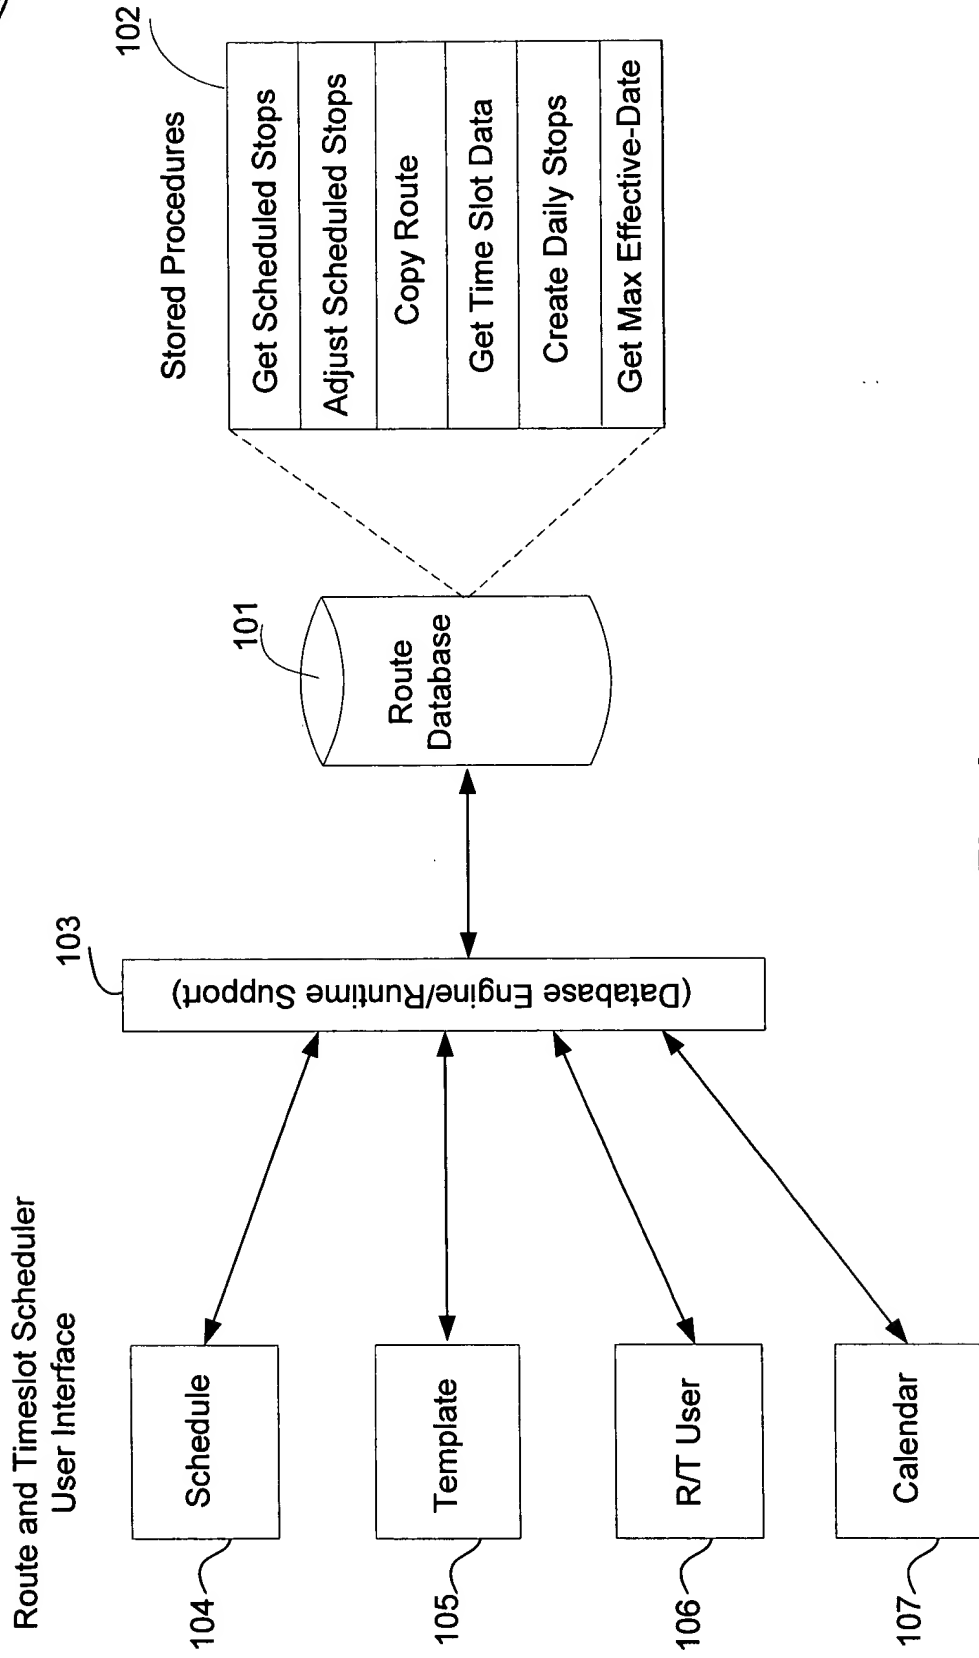 Route and Timeslot Scheduler
User Interface
104
Schedule
105
Template
106
R/T User
107
Calendar
103
(Database Engine/Runtime Support)
101
Route
Database
Stored Procedures
102
Get Scheduled Stops
Adjust Scheduled Stops
Copy Route
Get Time Slot Data
Create Daily Stops
Get Max Effective-Date